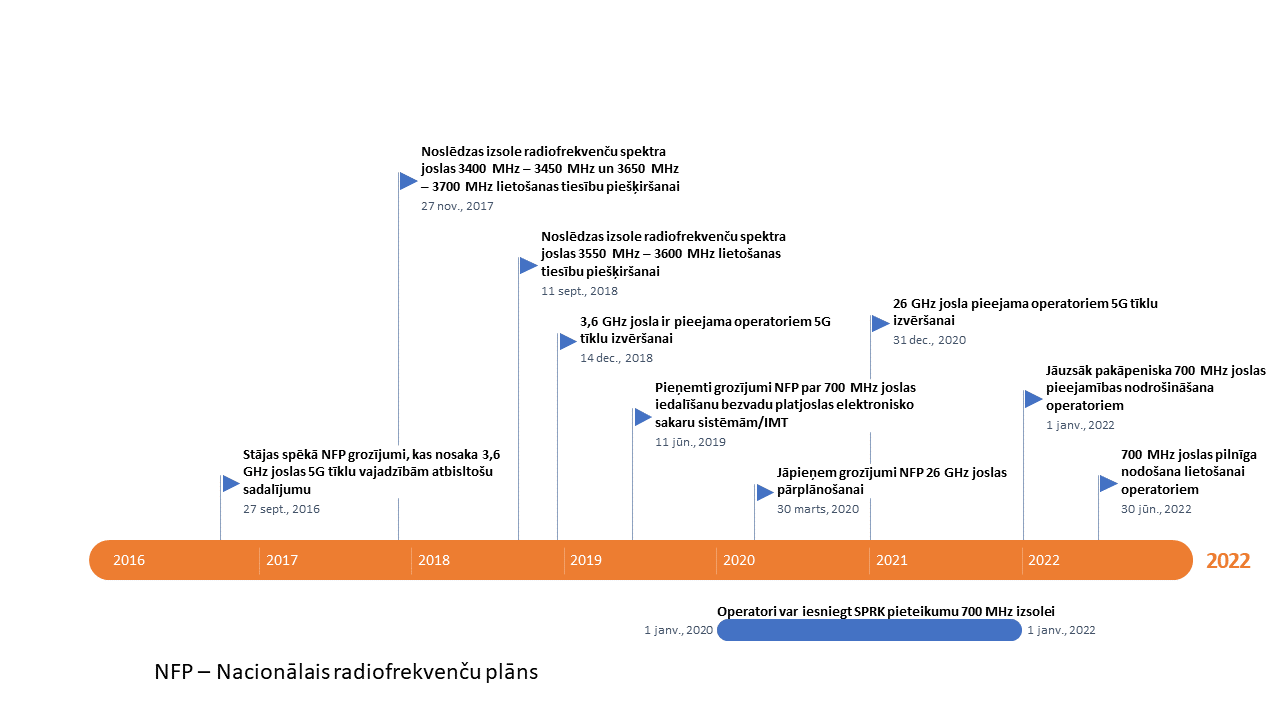 Noslēdzas izsole radiofrekvenču spektra
joslas 3400 MHz – 3450 MHz un 3650 MHz
– 3700 MHz lietošanas tiesību piešķiršanai
27 nov., 2017
Noslēdzas izsole radiofrekvenču spektra
joslas 3550 MHz – 3600 MHz lietošanas
tiesību piešķiršanai
11 sept., 2018
26 GHz josla pieejama operatoriem 5G tīklu
izvēršanai
31 dec., 2020
3,6 GHz josla ir pieejama operatoriem 5G
tīklu izvēršanai
14 dec., 2018
Jāuzsāk pakāpeniska 700 MHz joslas
pieejamības nodrošināšana
operatoriem
1 janv., 2022
Pieņemti grozījumi NFP par 700 MHz joslas
iedalīšanu bezvadu platjoslas elektronisko
sakaru sistēmām/IMT
11 jūn., 2019
Stājas spēkā NFP grozījumi, kas nosaka 3,6
GHz joslas 5G tīklu vajadzībām atbisltošu
sadalījumu
27 sept., 2016
700 MHz joslas pilnīga
nodošana lietošanai
operatoriem
30 jūn., 2022
Jāpieņem grozījumi NFP 26 GHz joslas
pārplānošanai
30 marts, 2020
2016 2017 2018 2019 2020 2021 2022 2022
Operatori var iesniegt SPRK pieteikumu 700 MHz izsolei
1 janv., 2020 1 janv., 2022
NFP – Nacionālais radiofrekvenču plāns